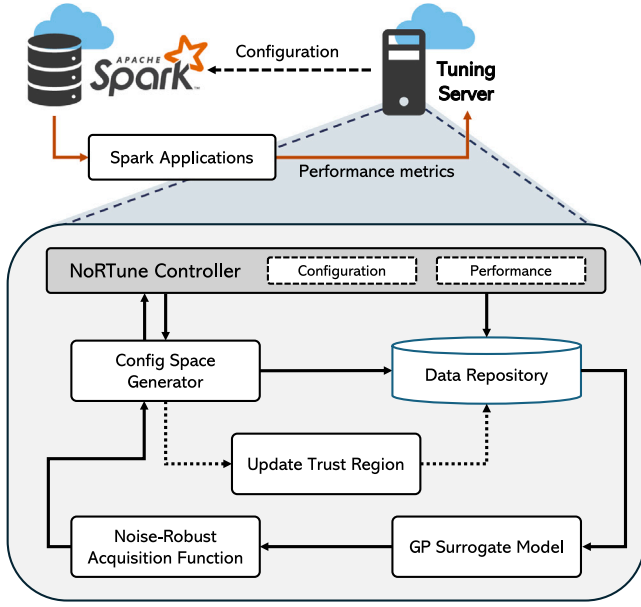 Configuration
APACHE
Spark™
Tuning
Server
Spark Applications
Performance metrics
NoRTune Controller
Configuration
Performance
Config Space
Generator
Data Repository
Update Trust Region
Noise-Robust
Acquisition Function
GP Surrogate Model